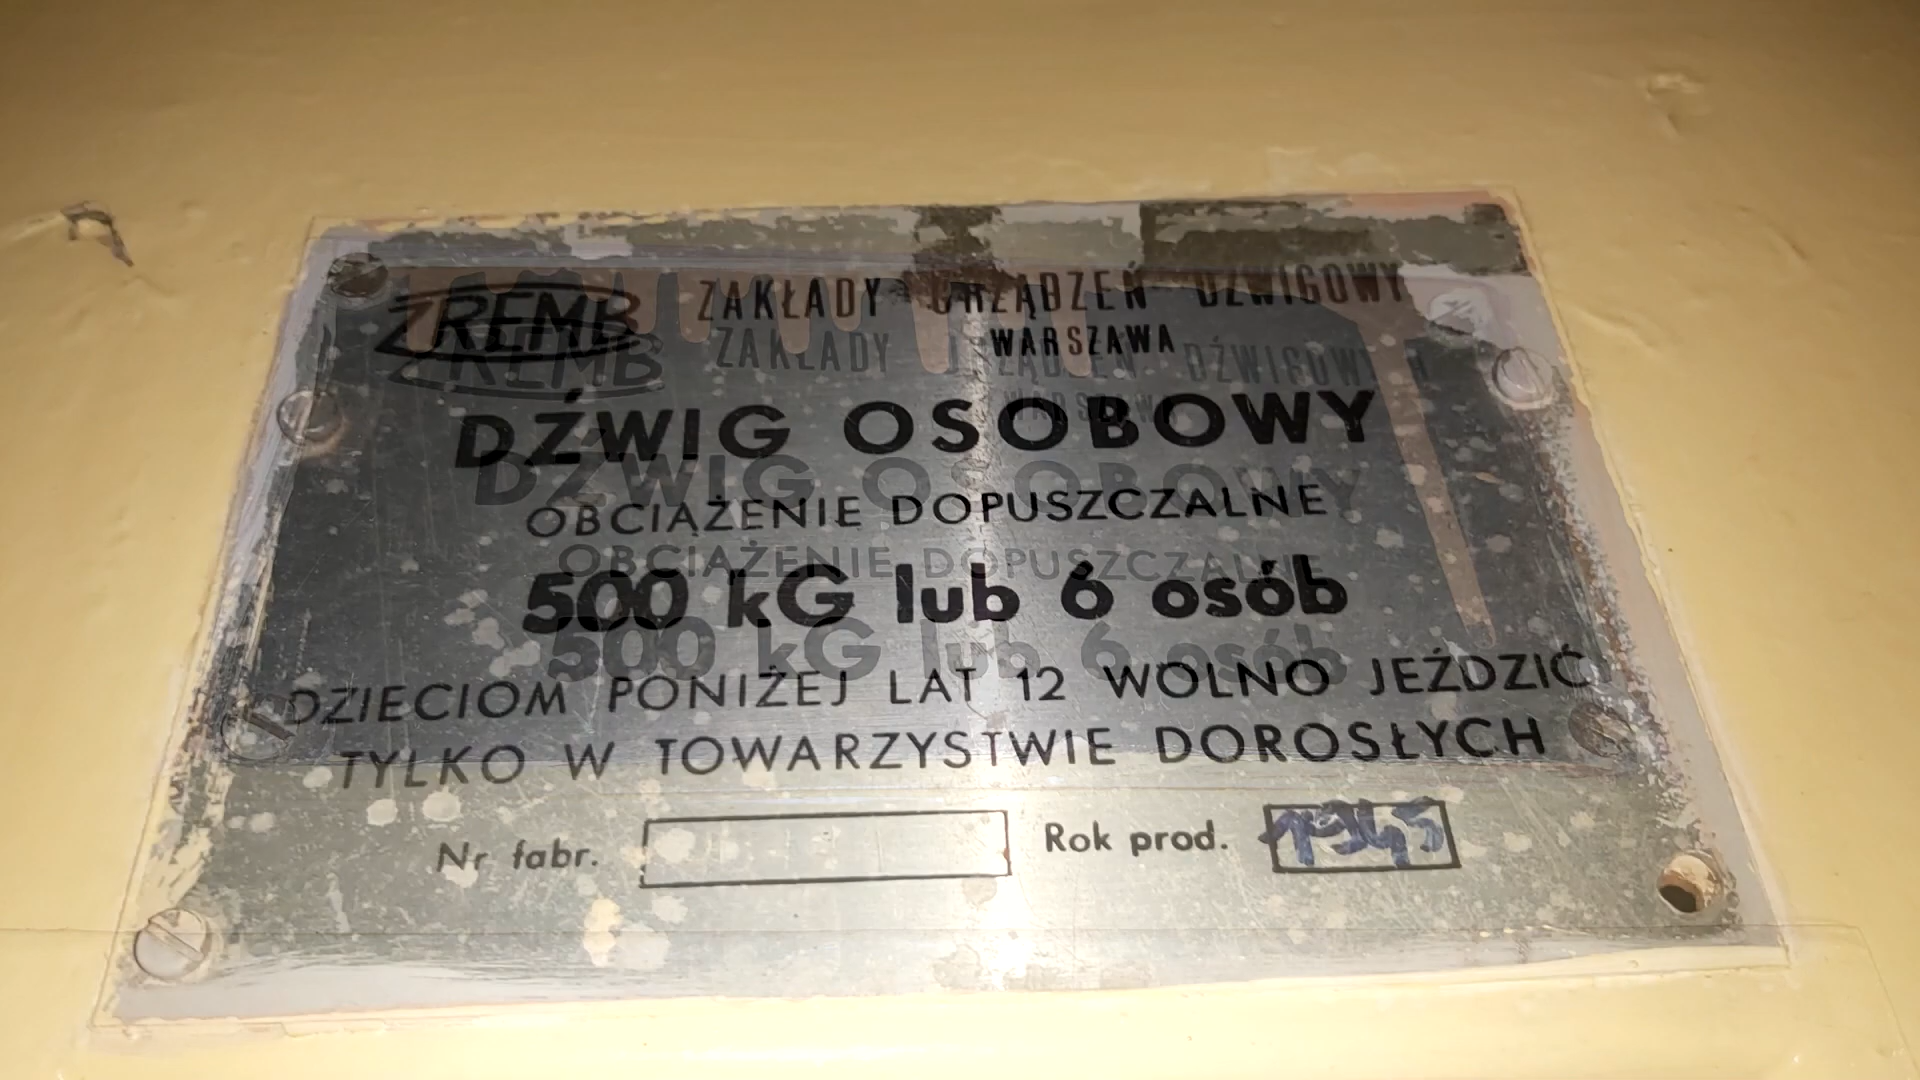 ZREMB ZAKŁADY URZĄDZEŃ DŹWIGOWY
WARSZAWA
DŹWIG OSOBOWY
OBCIĄŻENIE DOPUSZCZALNE
500 kG lub 6 osób
DZIECIOM PONIŻEJ LAT 12 WOLNO JEŹDZIĆ
TYLKO W TOWARZYSTWIE DOROSŁYCH
Nr fabr. Rok prod. 1945